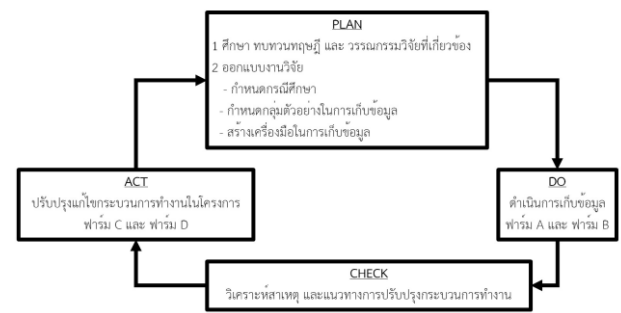 PLAN
1 ศึกษา ทบทวนทฤษฎี และ วรรณกรรมวิจัยที่เกี่ยวข้อง
2 ออกแบบงานวิจัย
- กำหนดกรณีศึกษา
- กำหนดกลุ่มตัวอย่างในการเก็บข้อมูล
- สร้างเครื่องมือในการเก็บข้อมูล
ACT
ปรับปรุงแก้ไขกระบวนการทำงานในโครงการ
ฟาร์ม C และ ฟาร์ม D
DO
ดำเนินการเก็บข้อมูล
ฟาร์ม A และ ฟาร์ม B
CHECK
วิเคราะห์สาเหตุ และแนวทางการปรับปรุงกระบวนการทำงาน